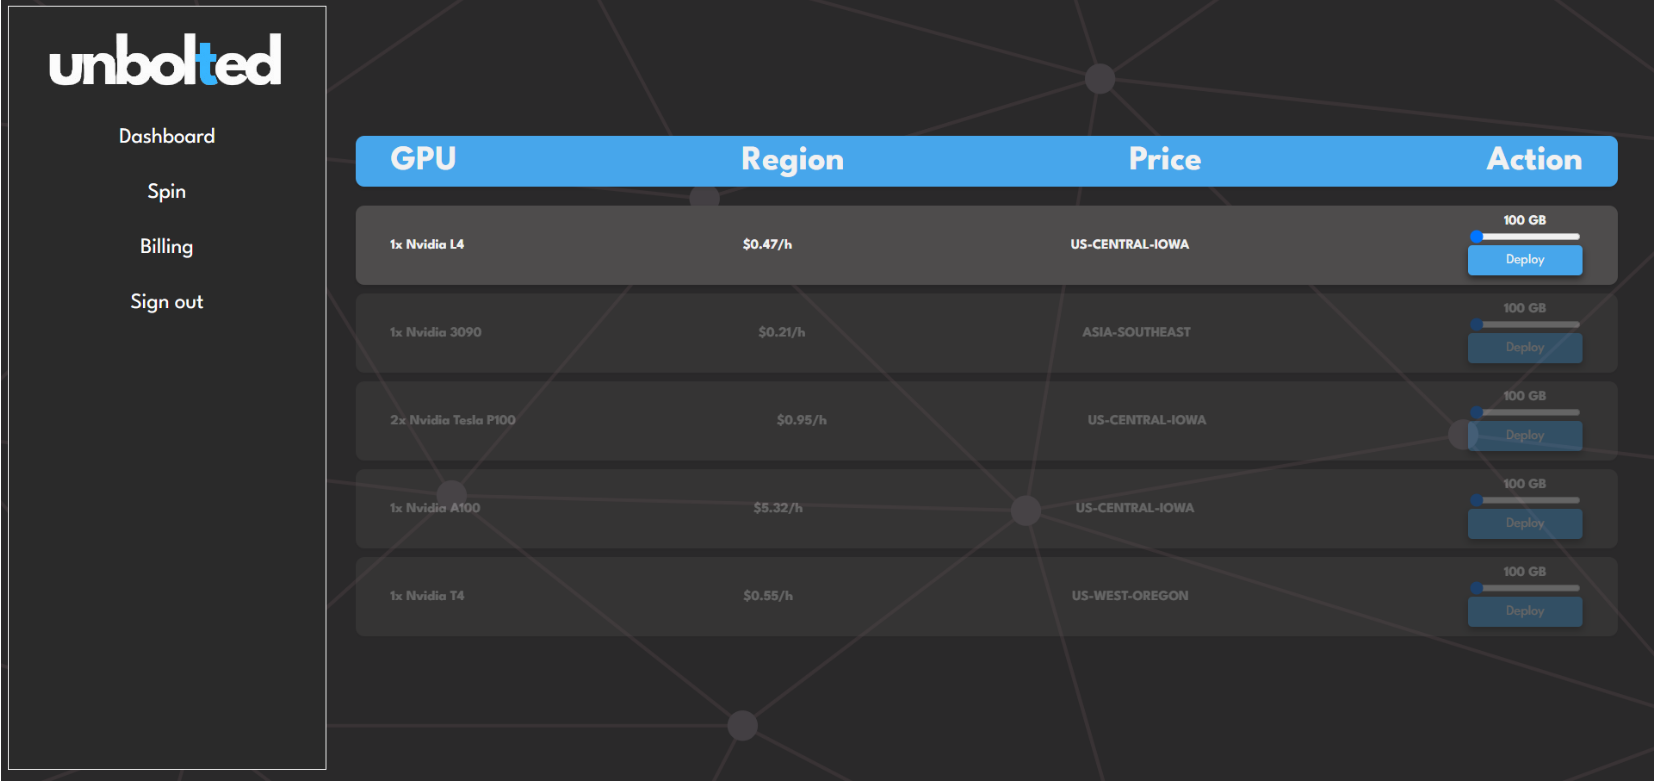 unbolted
Dashboard
Spin
Billing
Sign out
GPU Region Price Action
100 GB
1x Nvidia L4 $0.47/h US-CENTRAL-IOWA
Deploy
100 GB
1x Nvidia 3090 $0.21/h ASIA-SOUTHEAST
Deploy
100 GB
2x Nvidia Tesla P100 $0.95/h US-CENTRAL-IOWA
Deploy
100 GB
1x Nvidia A100 $5.32/h US-CENTRAL-IOWA
Deploy
100 GB
1x Nvidia T4 $0.55/h US-WEST-OREGON
Deploy